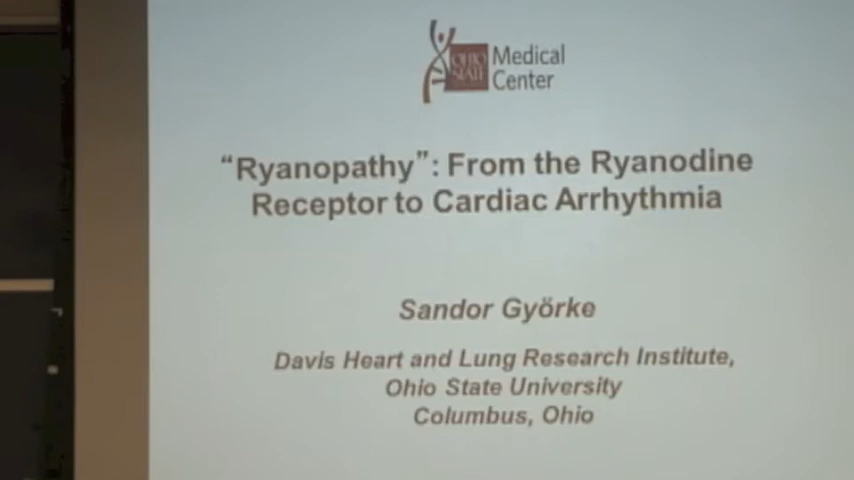 OHIO
STATE
Medical
Center
“Ryanopathy”: From the Ryanodine
Receptor to Cardiac Arrhythmia
Sandor Györke
Davis Heart and Lung Research Institute,
Ohio State University
Columbus, Ohio